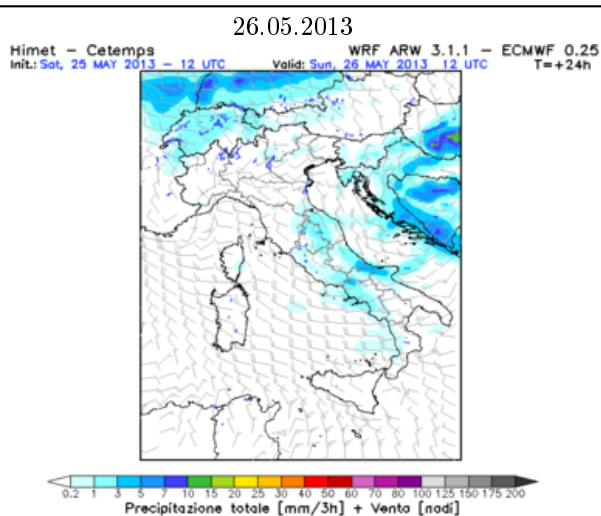 26.05.2013
Himet – Cetemps WRF ARW 3.1.1 – ECMWF 0.25
Init.: Sat, 25 MAY 2013 – 12 UTC Valid: Sun, 26 MAY 2013 12 UTC T=+24h
0.2 1 3 5 7 10 15 20 25 30 40 50 60 70 80 100 125 150 175 200
Precipitazione totale [mm/3h] + Vento [nodi]